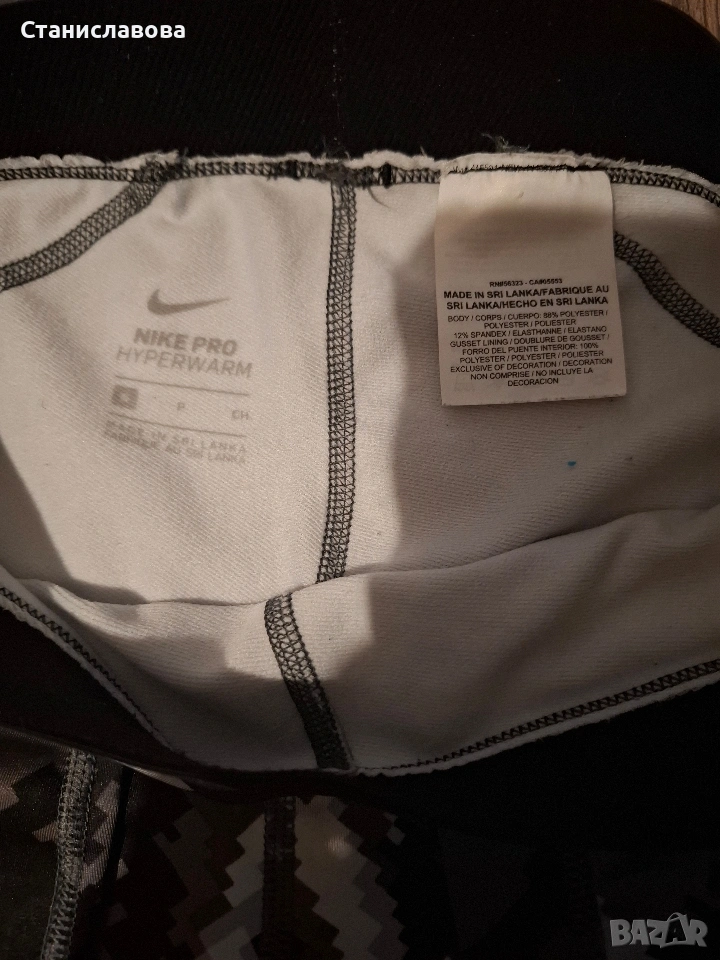 Станиславова
RN#56323 - CA#05553
MADE IN SRI LANKA/FABRIQUE AU
SRI LANKA/HECHO EN SRI LANKA
BODY / CORPS / CUERPO: 88% POLYESTER /
POLYESTER / POLIESTER
12% SPANDEX / ELASTHANNE / ELASTANO
GUSSET LINING / DOUBLURE DE GOUSSET /
FORRO DEL PUENTE INTERIOR: 100%
POLYESTER / POLYESTER / POLIESTER
EXCLUSIVE OF DECORATION / DECORATION
NON COMPRISE / NO INCLUYE LA
DECORACION
NIKE PRO
HYPERWARM
S P CH
MADE IN SRI LANKA
FABRIQUE AU SRI LANKA
BAZAR